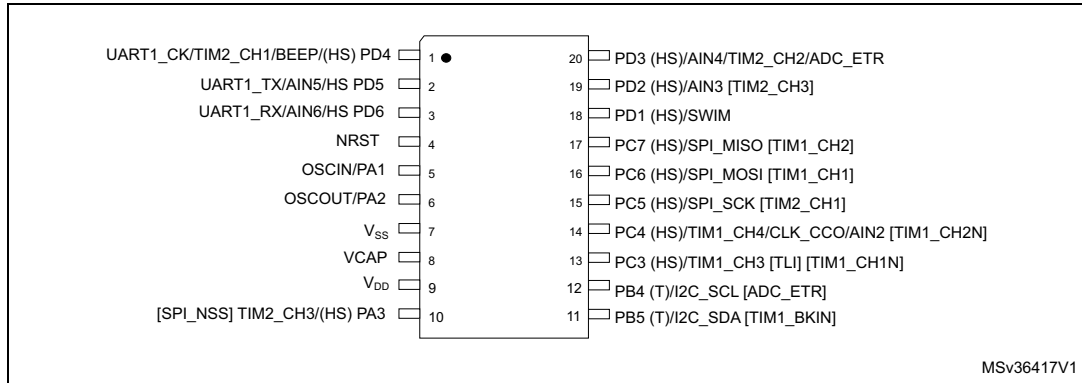 UART1_CK/TIM2_CH1/BEEP/(HS) PD4 1 20 PD3 (HS)/AIN4/TIM2_CH2/ADC_ETR
UART1_TX/AIN5/HS PD5 2 19 PD2 (HS)/AIN3 [TIM2_CH3]
UART1_RX/AIN6/HS PD6 3 18 PD1 (HS)/SWIM
NRST 4 17 PC7 (HS)/SPI_MISO [TIM1_CH2]
OSCIN/PA1 5 16 PC6 (HS)/SPI_MOSI [TIM1_CH1]
OSCOUT/PA2 6 15 PC5 (HS)/SPI_SCK [TIM2_CH1]
VSS 7 14 PC4 (HS)/TIM1_CH4/CLK_CCO/AIN2 [TIM1_CH2N]
VCAP 8 13 PC3 (HS)/TIM1_CH3 [TLI] [TIM1_CH1N]
VDD 9 12 PB4 (T)/I2C_SCL [ADC_ETR]
[SPI_NSS] TIM2_CH3/(HS) PA3 10 11 PB5 (T)/I2C_SDA [TIM1_BKIN]
MSv36417V1